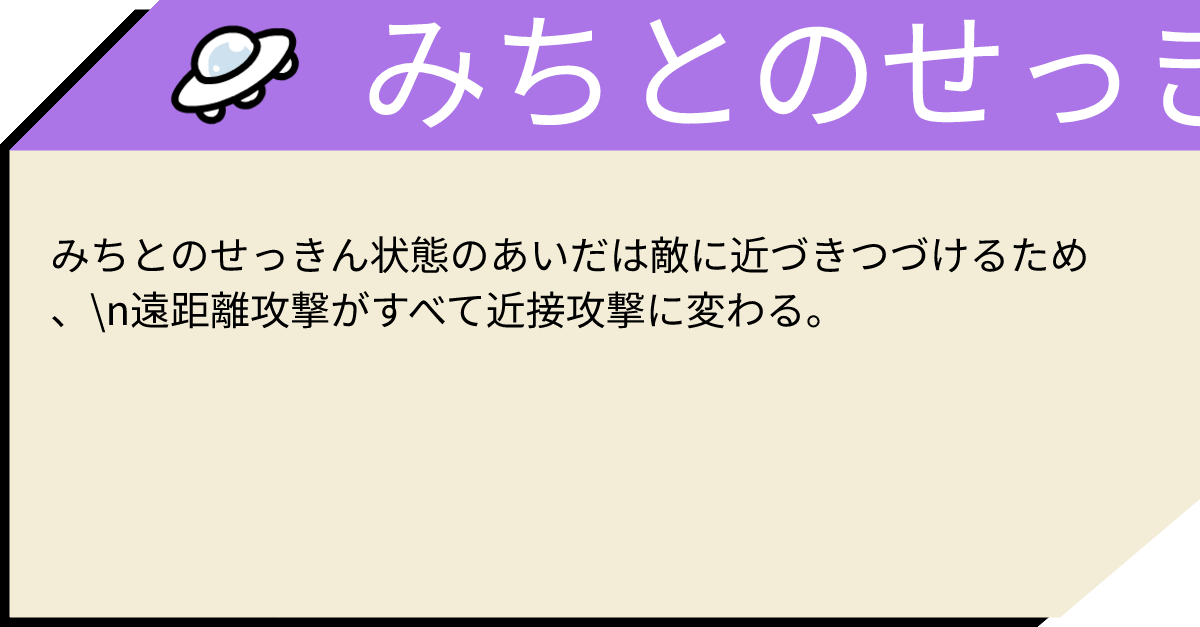 みちとのせっき
みちとのせっきん状態のあいだは敵に近づきつづけるため
、\n遠距離攻撃がすべて近接攻撃に変わる。